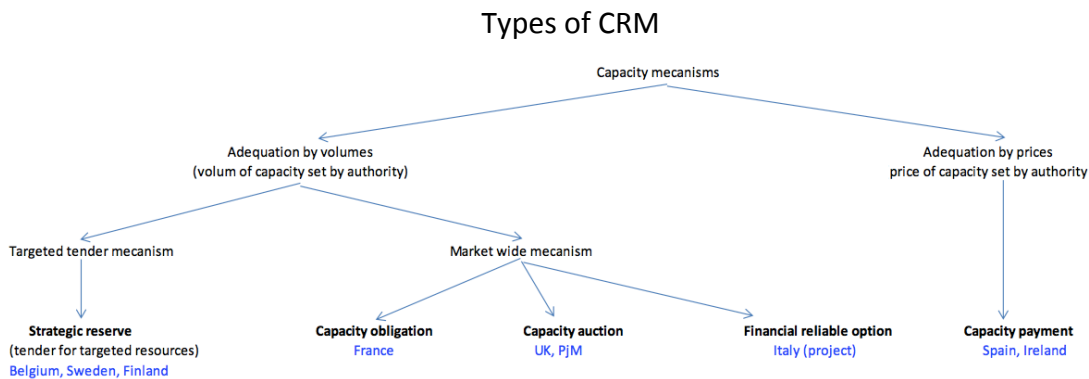 Types of CRM
Capacity mecanisms
Adequation by volumes
(volum of capacity set by authority)
Adequation by prices
price of capacity set by authority
Targeted tender mecanism
Market wide mecanism
Strategic reserve
(tender for targeted resources)
Belgium, Sweden, Finland
Capacity obligation
France
Capacity auction
UK, PjM
Financial reliable option
Italy (project)
Capacity payment
Spain, Ireland